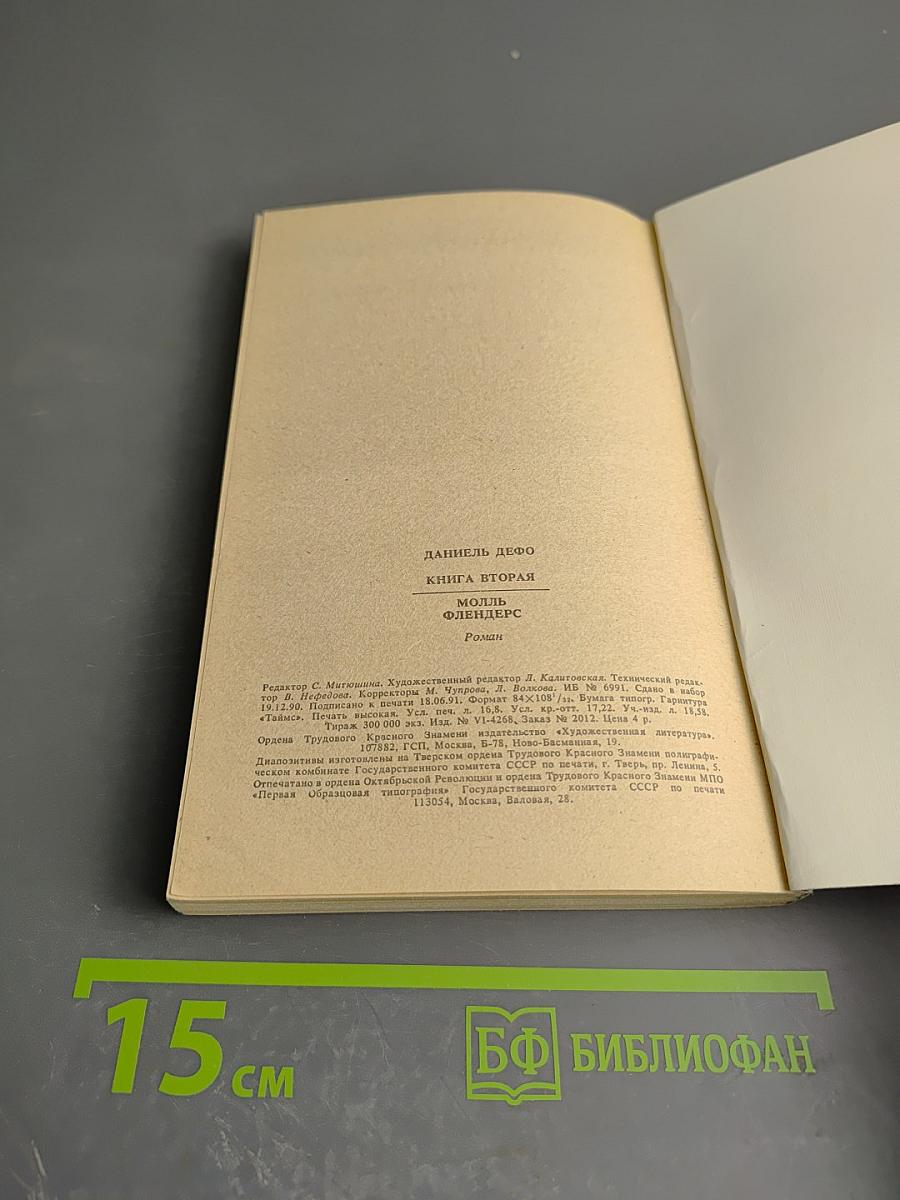 ДАНИЕЛЬ ДЕФО
КНИГА ВТОРАЯ
МОЛЛЬ
ФЛЕНДЕРС
Роман
Редактор С. Митюшина. Художественный редактор Л. Калитовская. Технический редак-
тор В. Нефедова. Корректоры М. Чупрова, Л. Волкова. ИБ № 6991. Сдано в набор
19.12.90. Подписано к печати 18.06.91. Формат 84×108¹/₃₂. Бумага типогр. Гарнитура
«Таймс». Печать высокая. Усл. печ. л. 16,8. Усл. кр.-отт. 17,22. Уч.-изд. л. 18,58.
Тираж 300 000 экз. Изд. № VI-4268. Заказ № 2012. Цена 4 р.
Ордена Трудового Красного Знамени издательство «Художественная литература».
107882, ГСП, Москва, Б-78, Ново-Басманная, 19.
Диапозитивы изготовлены на Тверском ордена Трудового Красного Знамени полиграфи-
ческом комбинате Государственного комитета СССР по печати, г. Тверь, пр. Ленина, 5.
Отпечатано в ордена Октябрьской Революции и ордена Трудового Красного Знамени МПО
«Первая Образцовая типография» Государственного комитета СССР по печати
113054, Москва, Валовая, 28.
15 см
БФ БИБЛИОФАН